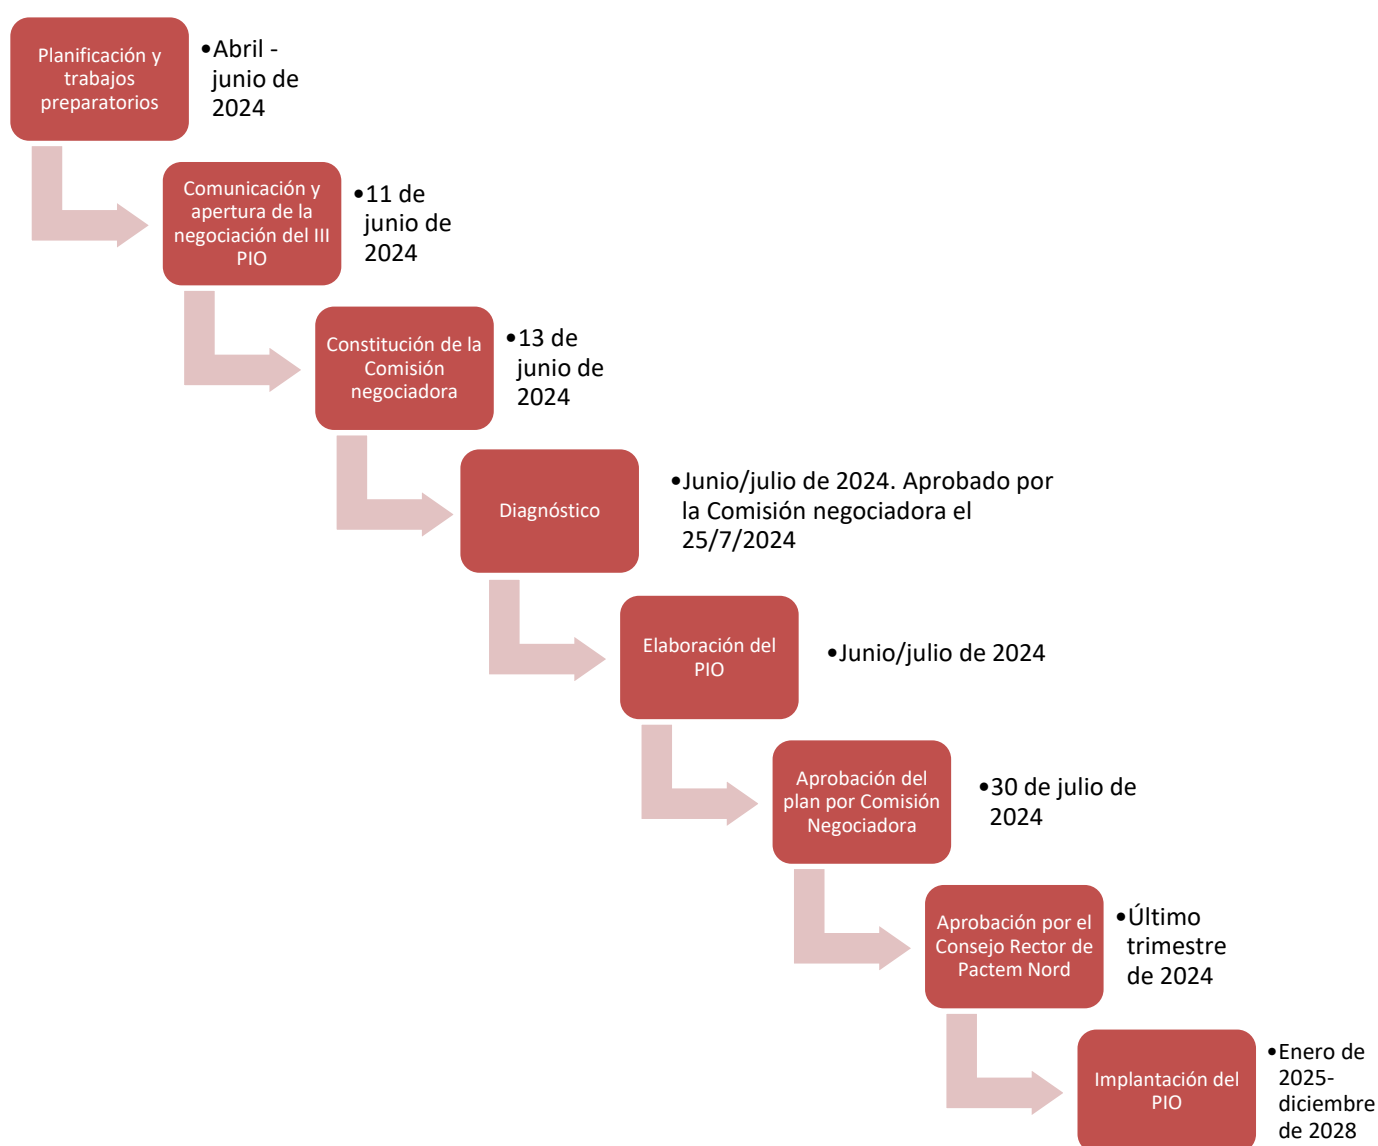 Planificación y
trabajos
preparatorios
•Abril -
junio de
2024
Comunicación y
apertura de la
negociación del III
PIO
•11 de
junio de
2024
Constitución de la
Comisión
negociadora
•13 de
junio de
2024
Diagnóstico
•Junio/julio de 2024. Aprobado por
la Comisión negociadora el
25/7/2024
Elaboración del
PIO
•Junio/julio de 2024
Aprobación del
plan por Comisión
Negociadora
•30 de julio de
2024
Aprobación por el
Consejo Rector de
Pactem Nord
•Último
trimestre
de 2024
Implantación del
PIO
•Enero de
2025-
diciembre
de 2028